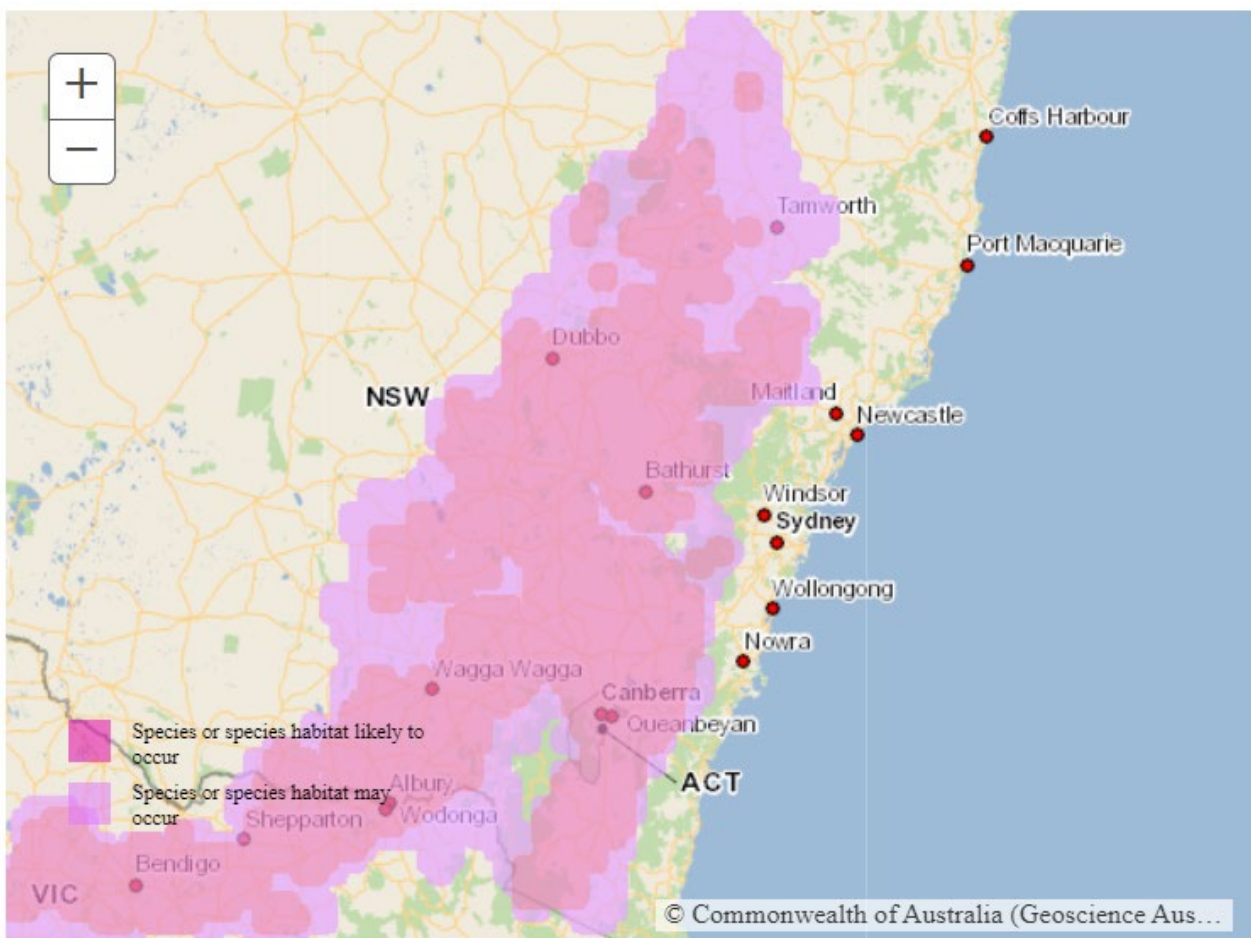 +
−
Coffs Harbour
Tamworth
Port Macquarie
Dubbo
NSW
Maitland
Newcastle
Bathurst
Windsor
Sydney
Wollongong
Nowra
Wagga Wagga
Canberra
Queanbeyan
Species or species habitat likely to
occur
ACT
Albury
Species or species habitat may
occur
Wodonga
Shepparton
Bendigo
VIC
© Commonwealth of Australia (Geoscience Aus…